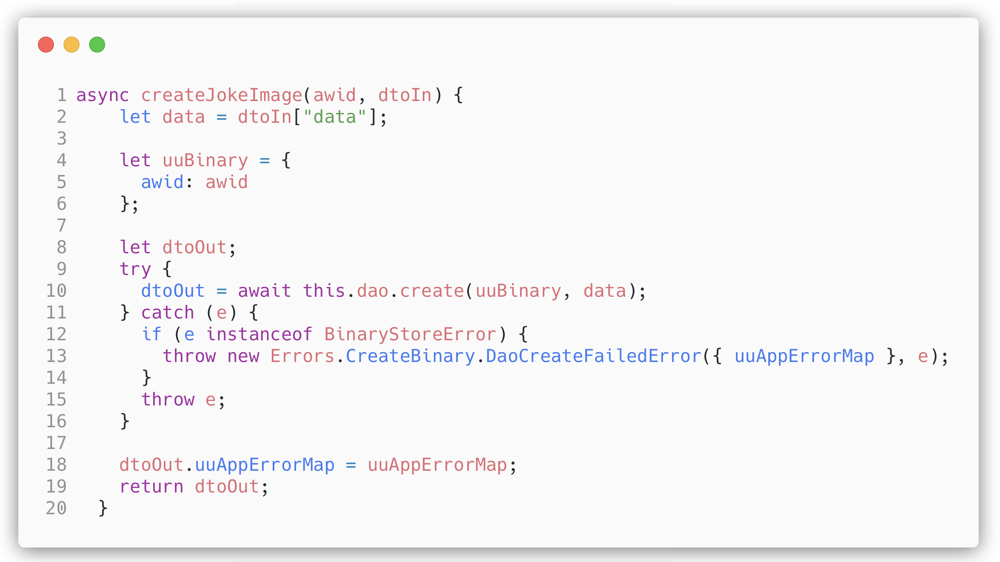 1 async createJokeImage(awid, dtoIn) {
2     let data = dtoIn["data"];
3
4     let uuBinary = {
5       awid: awid
6     };
7
8     let dtoOut;
9     try {
10       dtoOut = await this.dao.create(uuBinary, data);
11     } catch (e) {
12       if (e instanceof BinaryStoreError) {
13         throw new Errors.CreateBinary.DaoCreateFailedError({ uuAppErrorMap }, e);
14       }
15       throw e;
16     }
17
18     dtoOut.uuAppErrorMap = uuAppErrorMap;
19     return dtoOut;
20   }